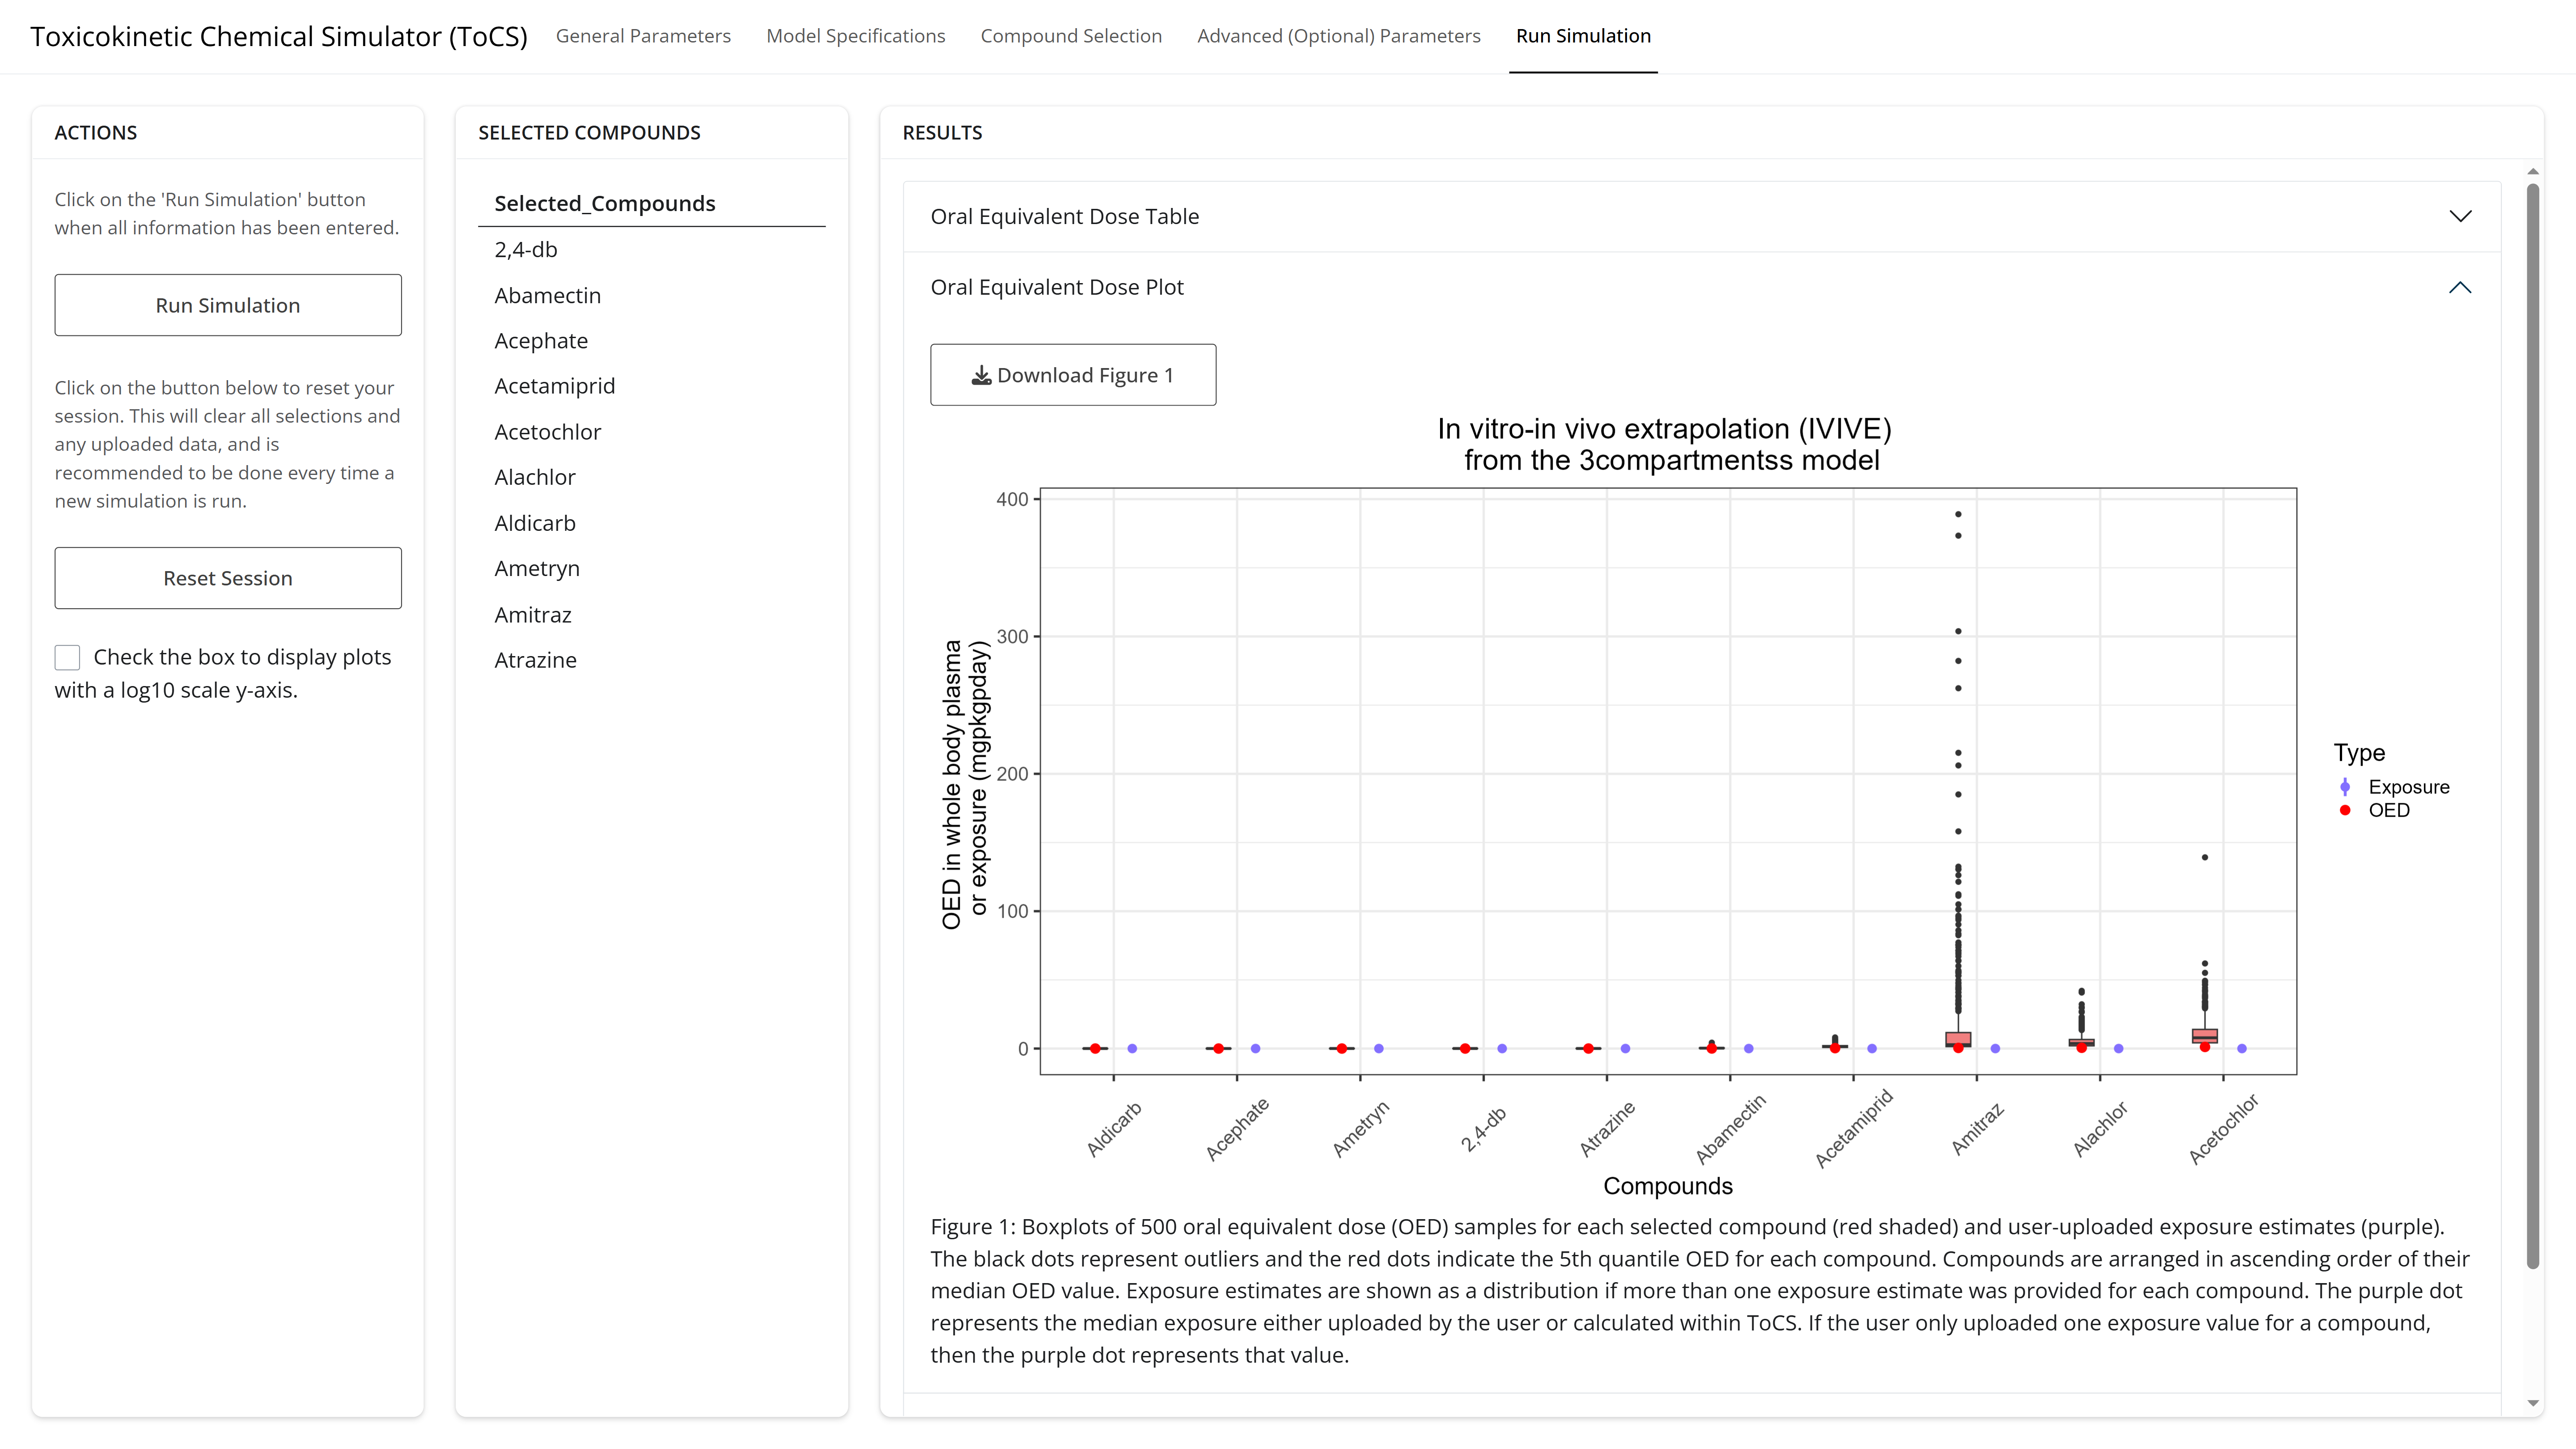 Toxicokinetic Chemical Simulator (ToCS)
General Parameters
Model Specifications
Compound Selection
Advanced (Optional) Parameters
Run Simulation
ACTIONS
Click on the 'Run Simulation' button
when all information has been entered.
Run Simulation
Click on the button below to reset your
session. This will clear all selections and
any uploaded data, and is
recommended to be done every time a
new simulation is run.
Reset Session
Check the box to display plots
with a log10 scale y-axis.
SELECTED COMPOUNDS
Selected_Compounds
2,4-db
Abamectin
Acephate
Acetamiprid
Acetochlor
Alachlor
Aldicarb
Ametryn
Amitraz
Atrazine
RESULTS
Oral Equivalent Dose Table
Oral Equivalent Dose Plot
Download Figure 1
In vitro-in vivo extrapolation (IVIVE)
from the 3compartmentss model
OED in whole body plasma
or exposure (mgpkgpday)
400
300
200
100
0
Aldicarb
Acephate
Ametryn
2,4-db
Atrazine
Abamectin
Acetamiprid
Amitraz
Alachlor
Acetochlor
Compounds
Type
Exposure
OED
Figure 1: Boxplots of 500 oral equivalent dose (OED) samples for each selected compound (red shaded) and user-uploaded exposure estimates (purple).
The black dots represent outliers and the red dots indicate the 5th quantile OED for each compound. Compounds are arranged in ascending order of their
median OED value. Exposure estimates are shown as a distribution if more than one exposure estimate was provided for each compound. The purple dot
represents the median exposure either uploaded by the user or calculated within ToCS. If the user only uploaded one exposure value for a compound,
then the purple dot represents that value.